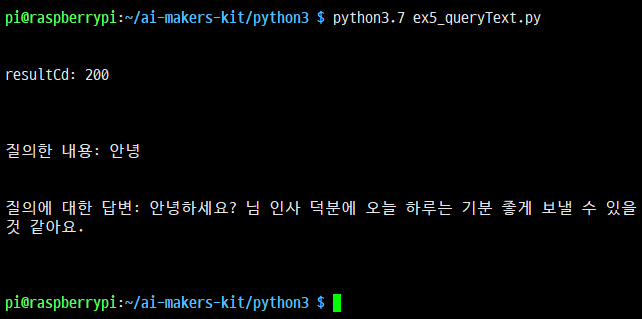 pi@raspberrypi:~/ai-makers-kit/python3 $ python3.7 ex5_queryText.py
resultCd: 200
질의한 내용: 안녕
질의에 대한 답변: 안녕하세요? 님 인사 덕분에 오늘 하루는 기분 좋게 보낼 수 있을
것 같아요.
pi@raspberrypi:~/ai-makers-kit/python3 $